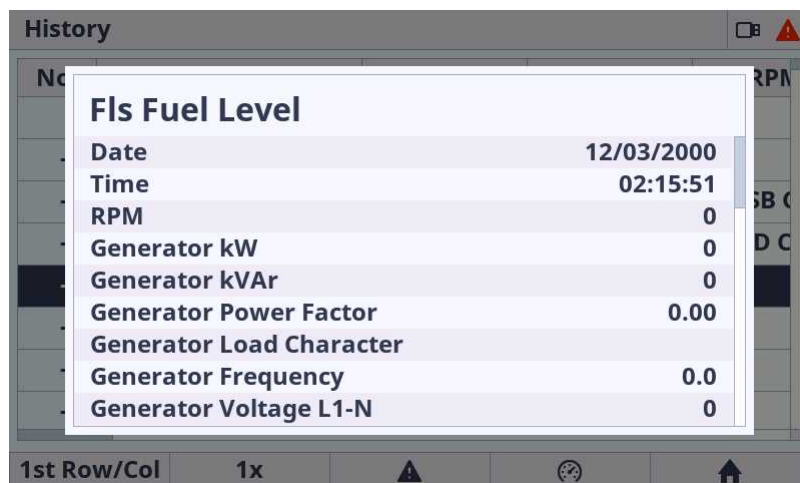 History
No
RPM
Fls Fuel Level
Date 12/03/2000
Time 02:15:51
RPM 0
Generator kW 0
Generator kVAr 0
Generator Power Factor 0.00
Generator Load Character
Generator Frequency 0.0
Generator Voltage L1-N 0
1st Row/Col 1x